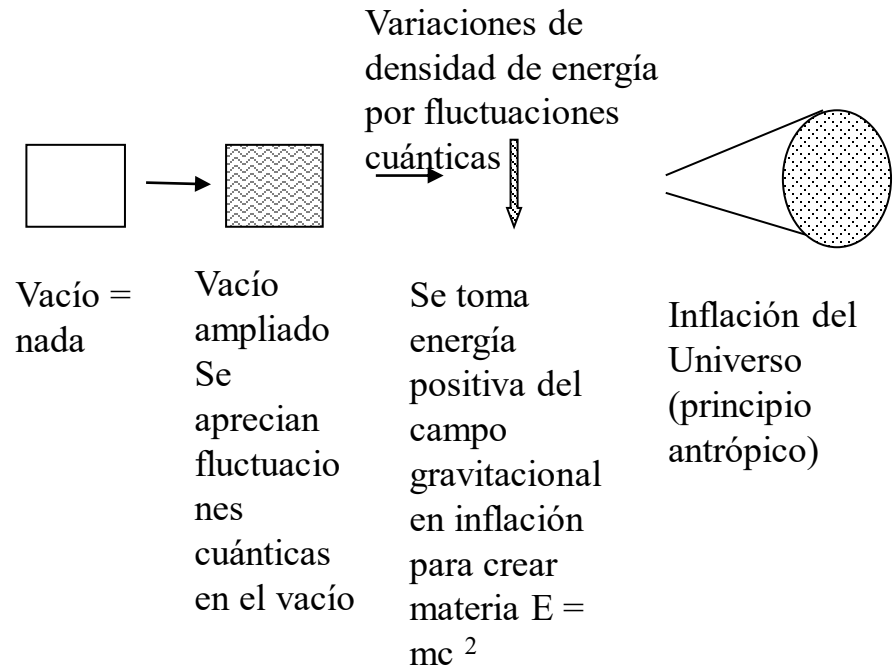 Variaciones de
densidad de energía
por fluctuaciones
cuánticas
Vacío =
nada
Vacío
ampliado
Se
aprecian
fluctuacio
nes
cuánticas
en el vacío
Se toma
energía
positiva del
campo
gravitacional
en inflación
para crear
materia E =
mc ²
Inflación del
Universo
(principio
antrópico)